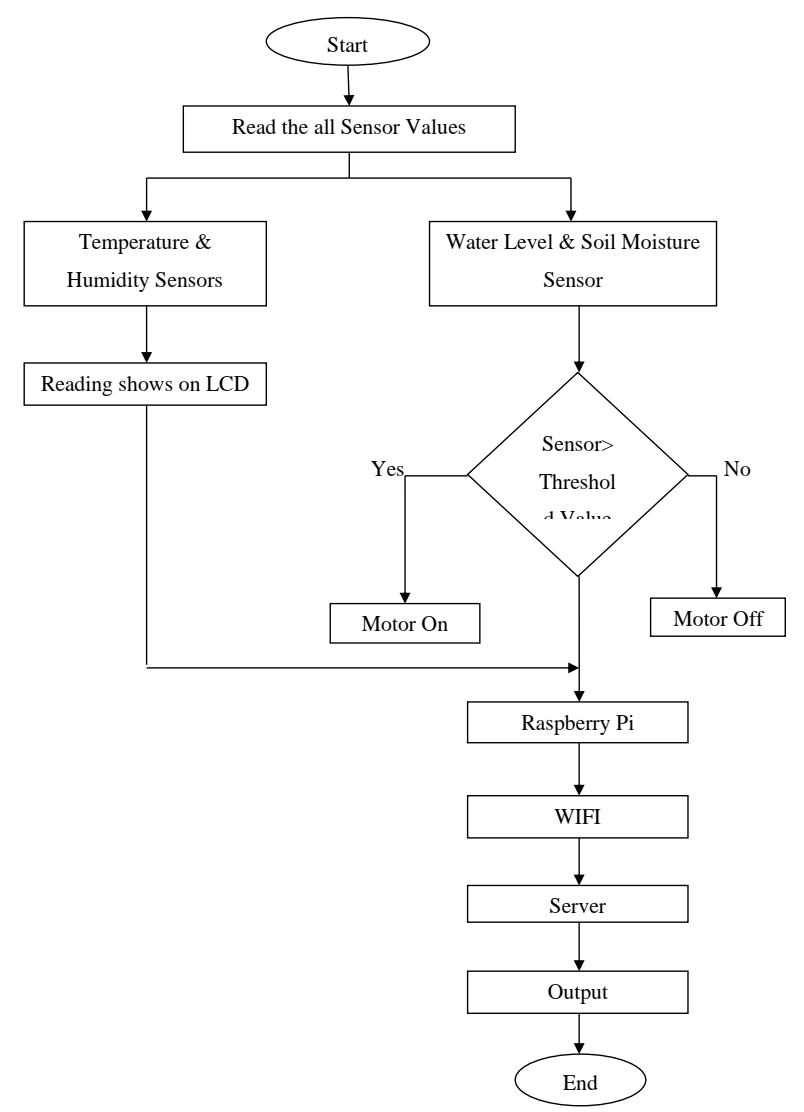 Start
Read the all Sensor Values
Temperature &
Humidity Sensors
Water Level & Soil Moisture
Sensor
Reading shows on LCD
Sensor>
Threshol
d Value
Yes
No
Motor On
Motor Off
Raspberry Pi
WIFI
Server
Output
End